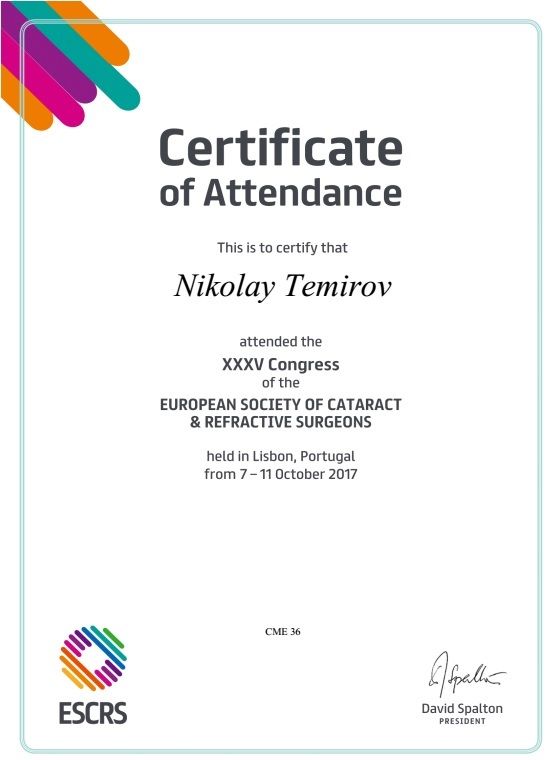 Certificate
of Attendance
This is to certify that
Nikolay Temirov
attended the
XXXV Congress
of the
EUROPEAN SOCIETY OF CATARACT
& REFRACTIVE SURGEONS
held in Lisbon, Portugal
from 7 – 11 October 2017
CME 36
ESCRS
D J Spalton
David Spalton
PRESIDENT